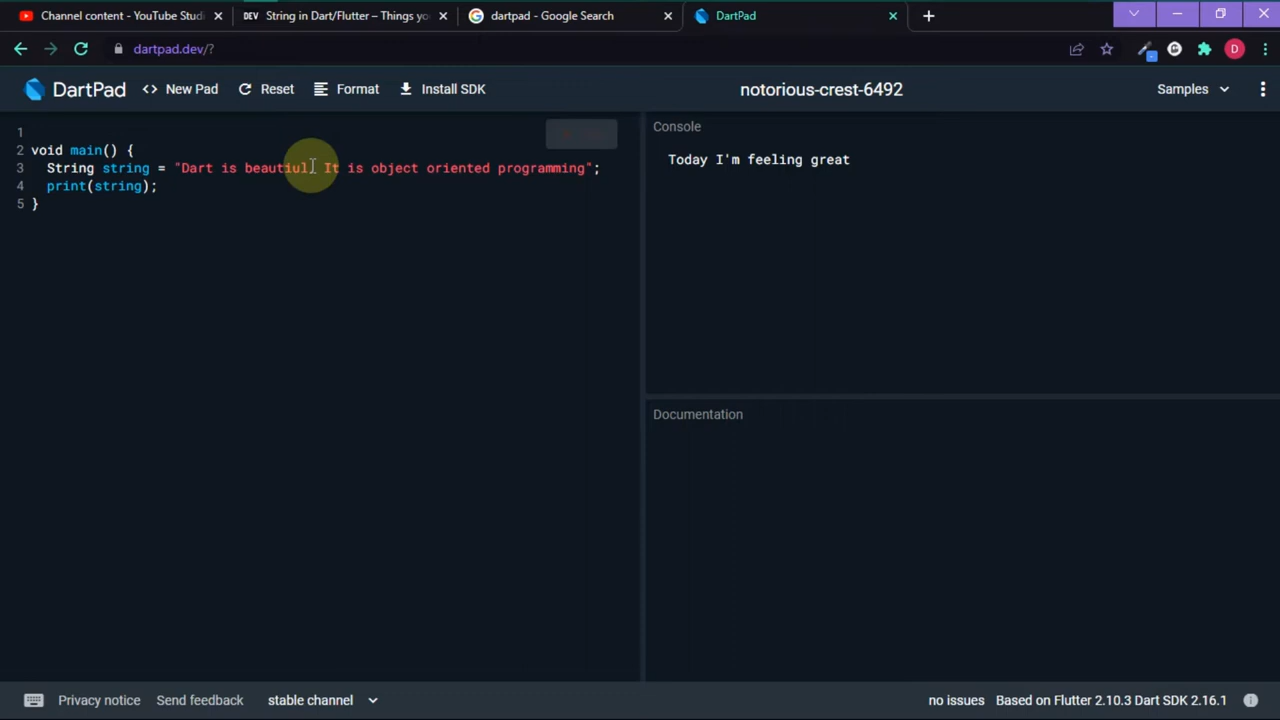 Channel content - YouTube Studi
DEV String in Dart/Flutter – Things yo
dartpad - Google Search
DartPad
dartpad.dev/?
D
DartPad
<> New Pad
Reset
Format
Install SDK
notorious-crest-6492
Samples
1
2 void main() {
3 String string = "Dart is beautiul. It is object oriented programming";
4 print(string);
5 }
Console
Today I'm feeling great
Documentation
Privacy notice
Send feedback
stable channel
no issues
Based on Flutter 2.10.3 Dart SDK 2.16.1